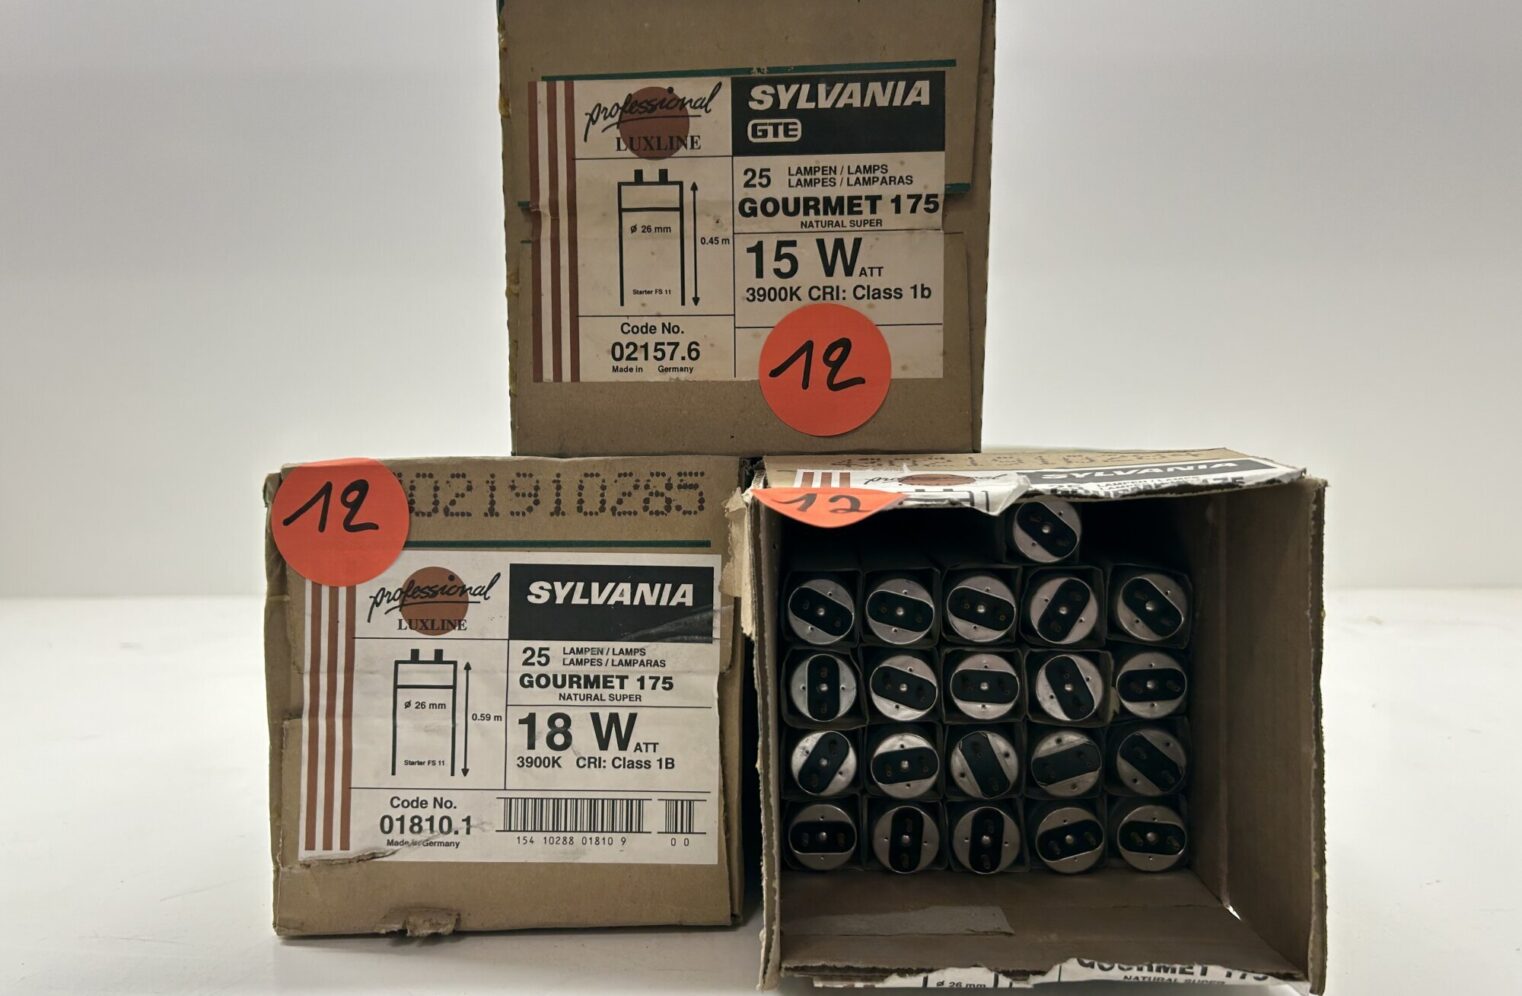 professional
LUXLINE
SYLVANIA
GTE
25 LAMPEN / LAMPS
LAMPES / LAMPARAS
GOURMET 175
NATURAL SUPER
ø 26 mm
0.45 m
15 WATT
3900K CRI: Class 1b
Starter FS 11
Code No.
02157.6
Made in Germany
12
12
021910285
professional
LUXLINE
SYLVANIA
25 LAMPEN / LAMPS
LAMPES / LAMPARAS
GOURMET 175
NATURAL SUPER
ø 26 mm
0.59 m
18 WATT
3900K CRI: Class 1B
Starter FS 11
Code No.
01810.1
Made in Germany
154 10288 01810 9
0 0
12
professional
SYLVANIA
GOURMET 175
NATURAL SUPER
ø 26 mm